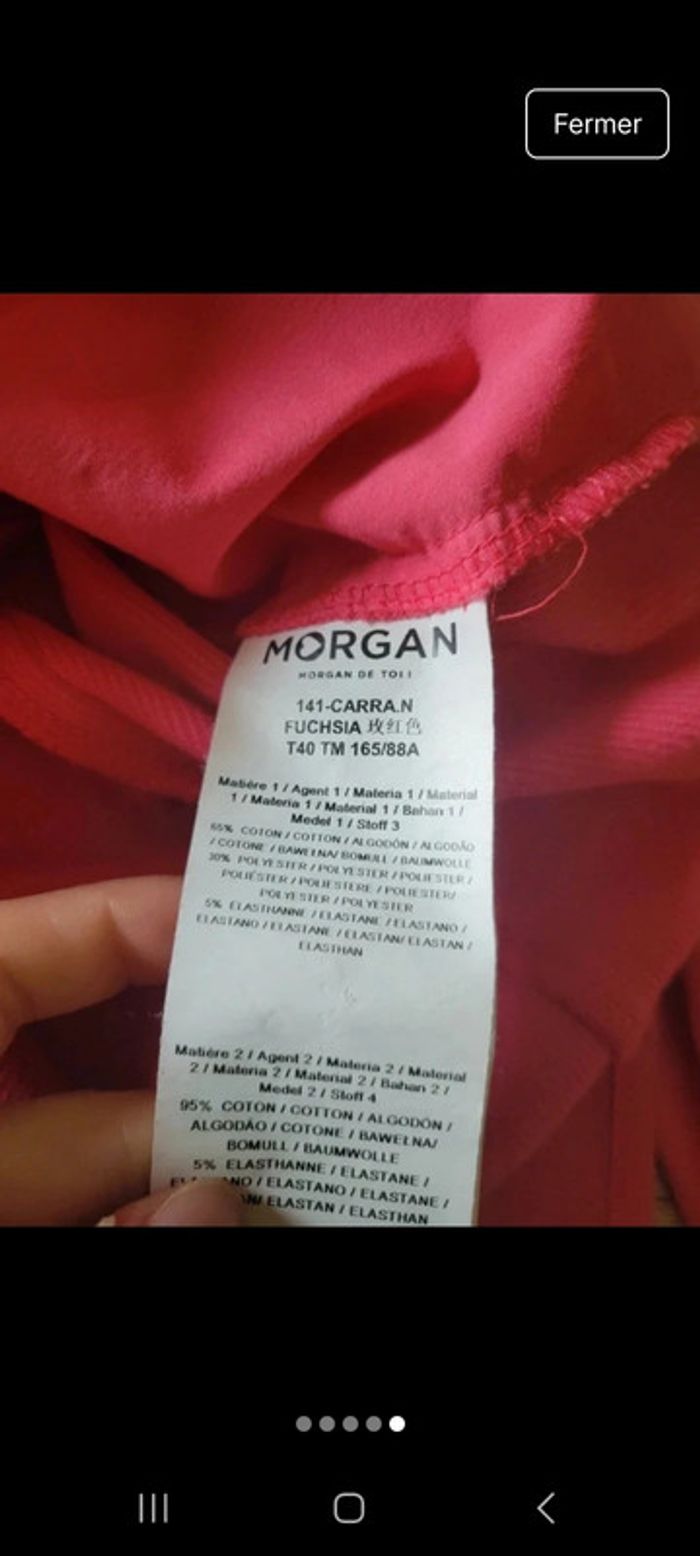 Fermer
MORGAN
MORGAN DE TOI
141-CARRA.N
FUCHSIA 玫红色
T40 TM 165/88A
Matière 1 / Agent 1 / Materia 1 / Material
1 / Materia 1 / Material 1 / Bahan 1 /
Medel 1 / Stoff 3
65% COTON / COTTON / ALGODÓN / ALGODÃO
/ COTONE / BAWEŁNA/ BOMULL / BAUMWOLLE
30% POLYESTER / POLYESTER / POLIESTER /
POLIÉSTER / POLIESTERE / POLIESTER/
POLYESTER / POLYESTER
5% ELASTHANNE / ELASTANE / ELASTANO /
ELASTANO / ELASTANE / ELASTAN/ ELASTAN /
ELASTHAN
Matière 2 / Agent 2 / Materia 2 / Material
2 / Materia 2 / Material 2 / Bahan 2 /
Medel 2 / Stoff 4
95% COTON / COTTON / ALGODÓN /
ALGODÃO / COTONE / BAWEŁNA/
BOMULL / BAUMWOLLE
5% ELASTHANNE / ELASTANE /
/ ELASTANO / ELASTANE /
/ ELASTAN / ELASTHAN